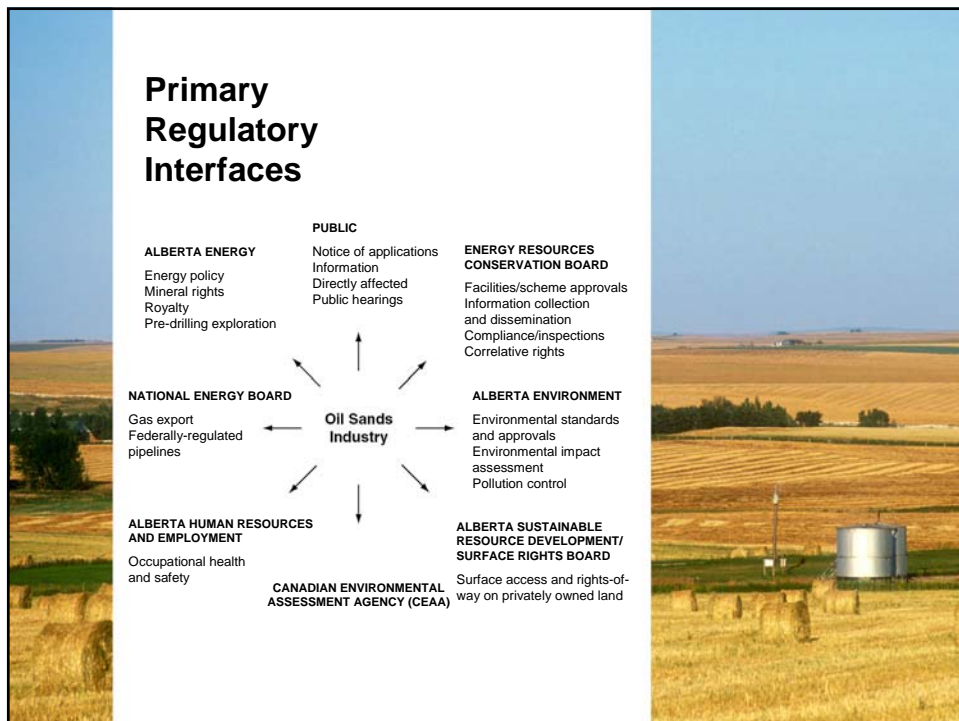 Primary
Regulatory
Interfaces
PUBLIC
Notice of applications
Information
Directly affected
Public hearings
ALBERTA ENERGY
Energy policy
Mineral rights
Royalty
Pre-drilling exploration
ENERGY RESOURCES
CONSERVATION BOARD
Facilities/scheme approvals
Information collection
and dissemination
Compliance/inspections
Correlative rights
NATIONAL ENERGY BOARD
Gas export
Federally-regulated
pipelines
Oil Sands
Industry
ALBERTA ENVIRONMENT
Environmental standards
and approvals
Environmental impact
assessment
Pollution control
ALBERTA HUMAN RESOURCES
AND EMPLOYMENT
Occupational health
and safety
CANADIAN ENVIRONMENTAL
ASSESSMENT AGENCY (CEAA)
ALBERTA SUSTAINABLE
RESOURCE DEVELOPMENT/
SURFACE RIGHTS BOARD
Surface access and rights-of-
way on privately owned land